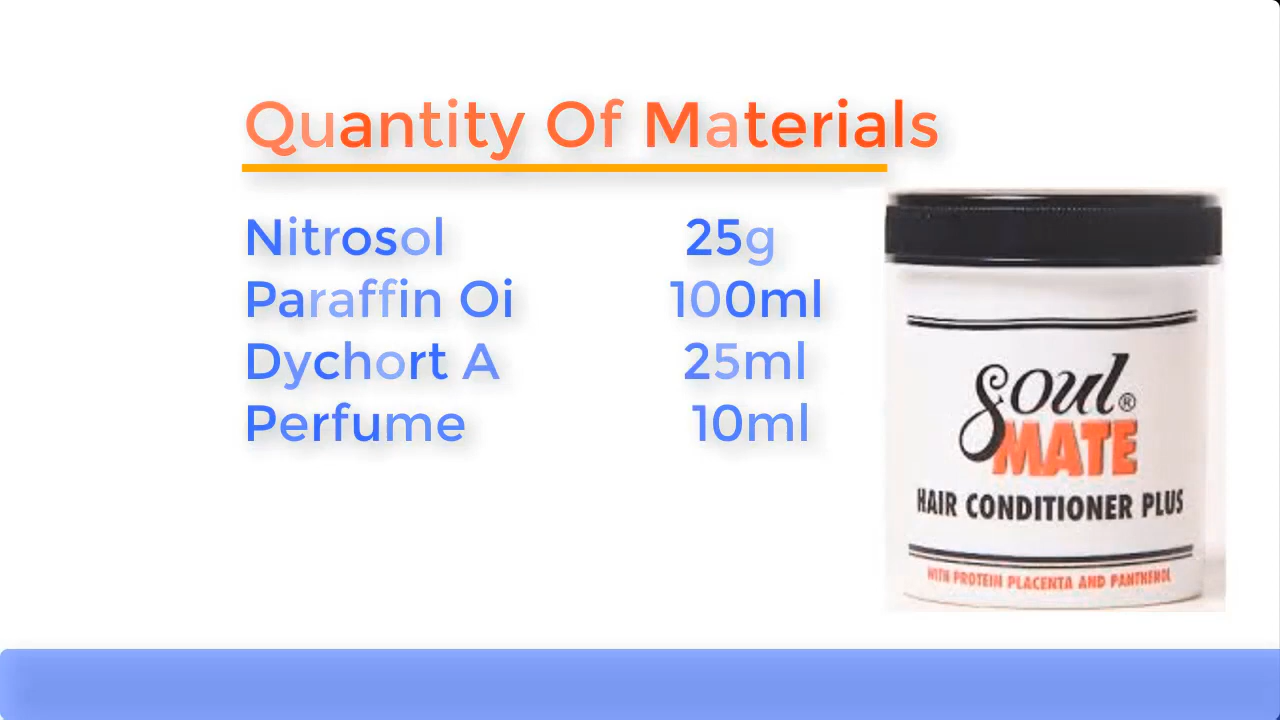 Quantity Of Materials
Nitrosol 25g
Paraffin Oi 100ml
Dychort A 25ml
Perfume 10ml
Soul®
MATE
HAIR CONDITIONER PLUS
WITH PROTEIN PLACENTA AND PANTHENOL